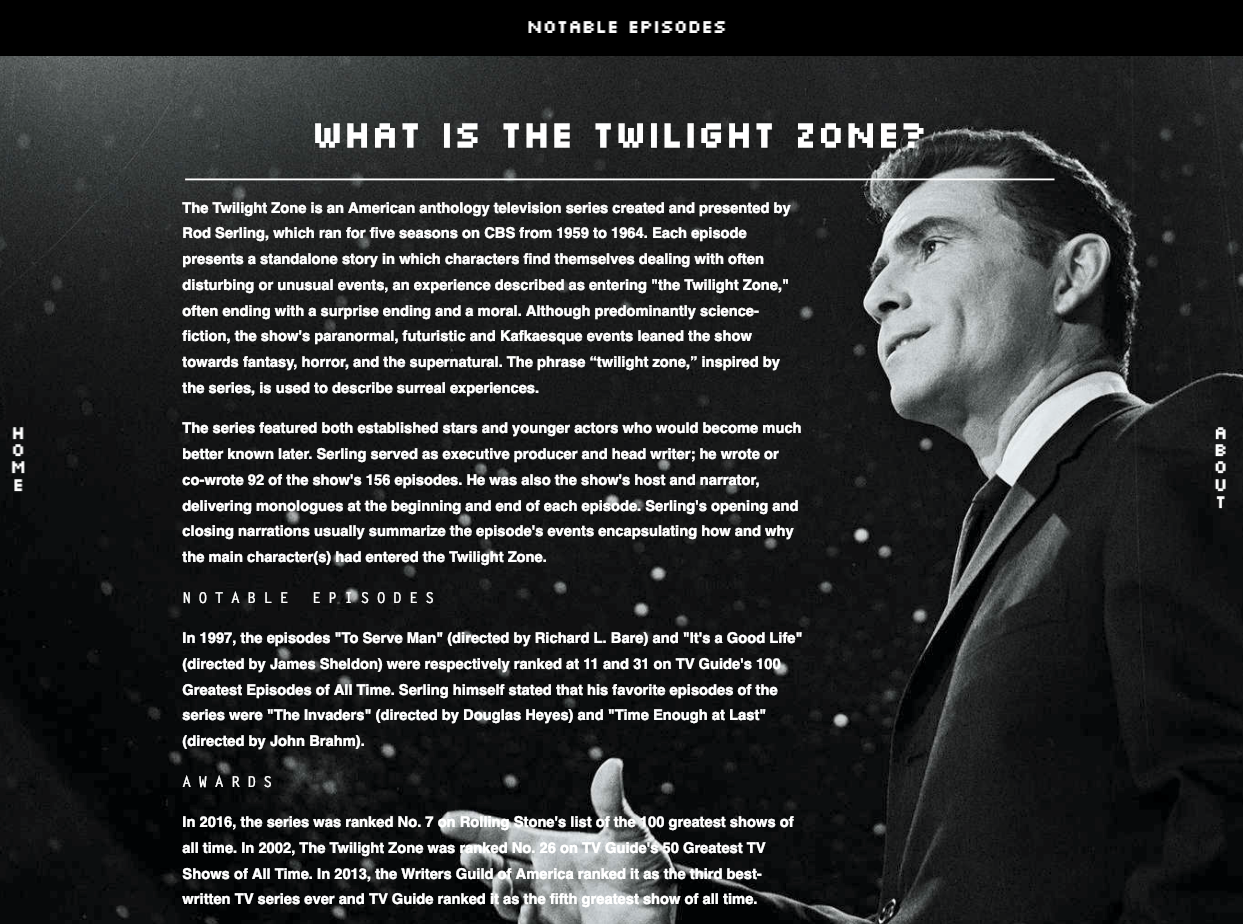 NOTABLE EPISODES
WHAT IS THE TWILIGHT ZONE?
The Twilight Zone is an American anthology television series created and presented by
Rod Serling, which ran for five seasons on CBS from 1959 to 1964. Each episode
presents a standalone story in which characters find themselves dealing with often
disturbing or unusual events, an experience described as entering "the Twilight Zone,"
often ending with a surprise ending and a moral. Although predominantly science-
fiction, the show's paranormal, futuristic and Kafkaesque events leaned the show
towards fantasy, horror, and the supernatural. The phrase “twilight zone,” inspired by
the series, is used to describe surreal experiences.
The series featured both established stars and younger actors who would become much
better known later. Serling served as executive producer and head writer; he wrote or
co-wrote 92 of the show's 156 episodes. He was also the show's host and narrator,
delivering monologues at the beginning and end of each episode. Serling's opening and
closing narrations usually summarize the episode's events encapsulating how and why
the main character(s) had entered the Twilight Zone.
NOTABLE EPISODES
In 1997, the episodes "To Serve Man" (directed by Richard L. Bare) and "It's a Good Life"
(directed by James Sheldon) were respectively ranked at 11 and 31 on TV Guide's 100
Greatest Episodes of All Time. Serling himself stated that his favorite episodes of the
series were "The Invaders" (directed by Douglas Heyes) and "Time Enough at Last"
(directed by John Brahm).
AWARDS
In 2016, the series was ranked No. 7 on Rolling Stone's list of the 100 greatest shows of
all time. In 2002, The Twilight Zone was ranked No. 26 on TV Guide's 50 Greatest TV
Shows of All Time. In 2013, the Writers Guild of America ranked it as the third best-
written TV series ever and TV Guide ranked it as the fifth greatest show of all time.
HOME
ABOUT